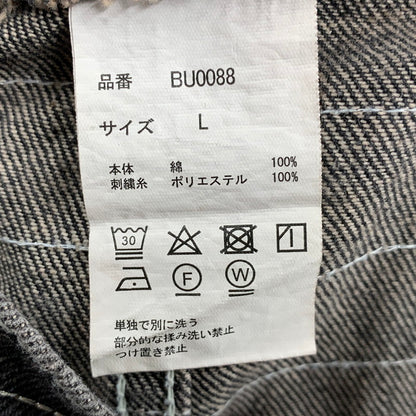 品番 BU0088
サイズ L
本体 綿 100%
刺繍糸 ポリエステル 100%
30
F W
単独で別に洗う
部分的な揉み洗い禁止
つけ置き禁止